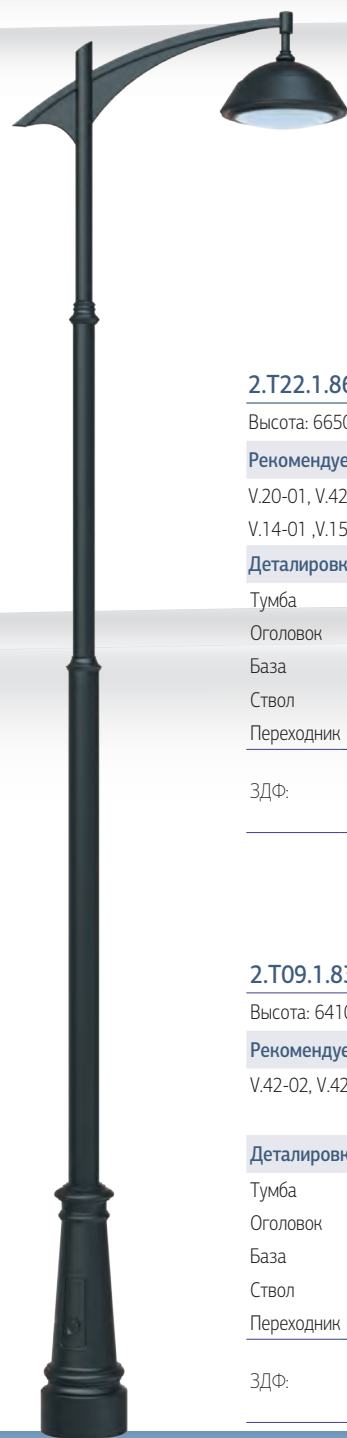 2.T22.1.86
Высота: 6650
Рекомендуе
V.20-01, V.42
V.14-01 ,V.15
Деталировк
Тумба
Оголовок
База
Ствол
Переходник
ЗДФ:
2.T09.1.83
Высота: 6410
Рекомендуе
V.42-02, V.42
Деталировк
Тумба
Оголовок
База
Ствол
Переходник
ЗДФ: